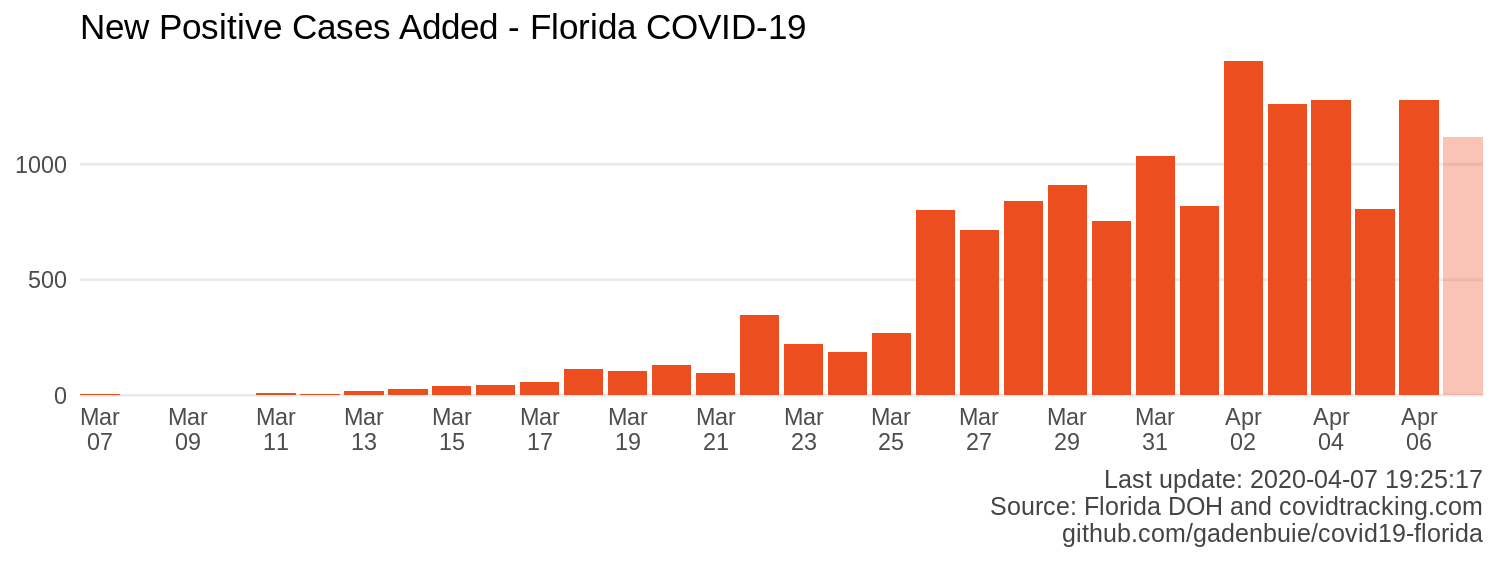 New Positive Cases Added - Florida COVID-19
1000
500
0
Mar Mar Mar Mar Mar Mar Mar Mar Mar Mar Mar Mar Mar Apr Apr Apr
07 09 11 13 15 17 19 21 23 25 27 29 31 02 04 06
Last update: 2020-04-07 19:25:17
Source: Florida DOH and covidtracking.com
github.com/gadenbuie/covid19-florida